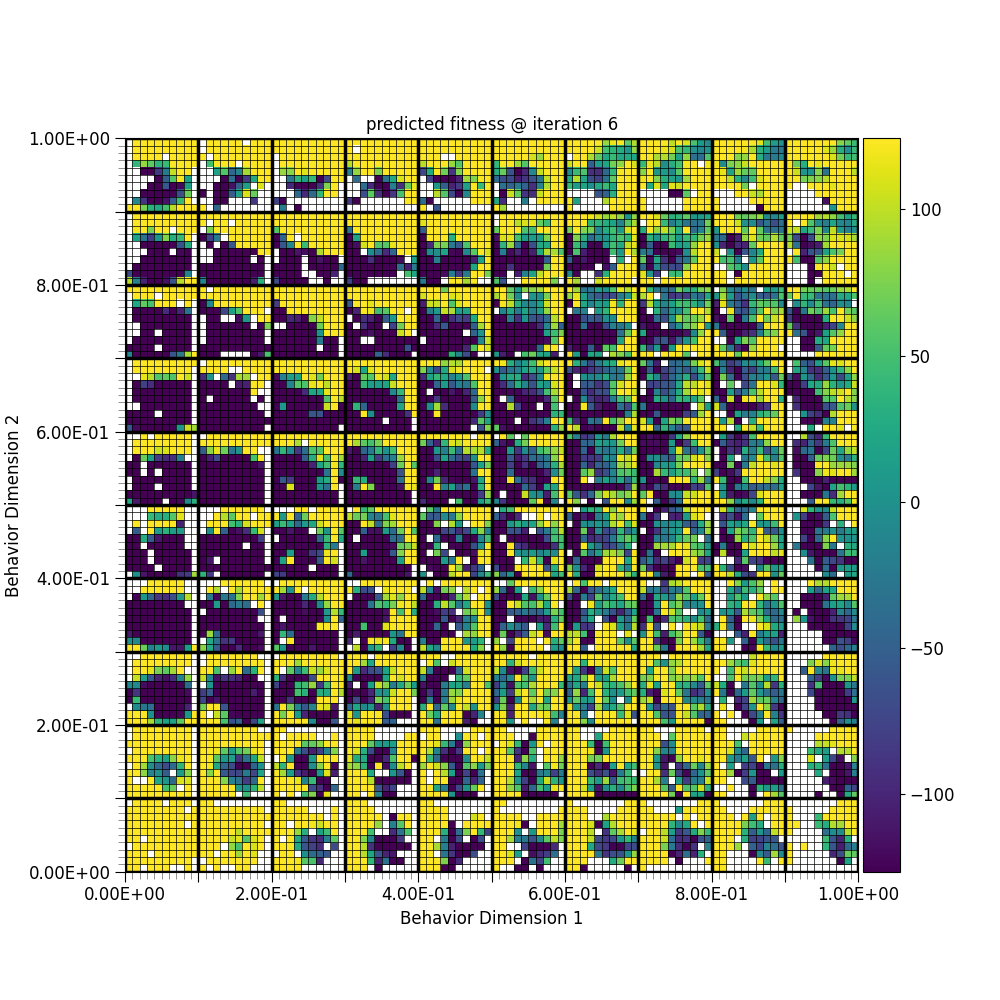 predicted fitness @ iteration 6
1.00E+00
8.00E-01
6.00E-01
4.00E-01
2.00E-01
0.00E+00
Behavior Dimension 2
0.00E+00 2.00E-01 4.00E-01 6.00E-01 8.00E-01 1.00E+00
Behavior Dimension 1
100
50
0
−50
−100